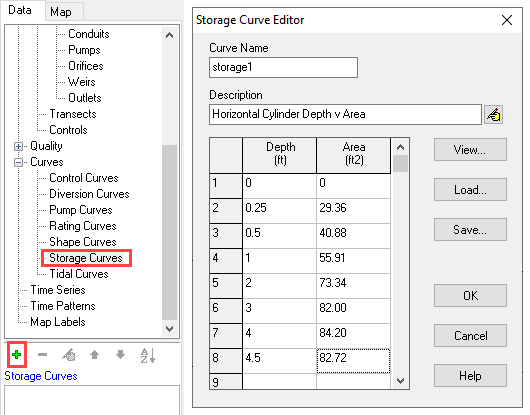 Data Map
Conduits
Pumps
Orifices
Weirs
Outlets
Transects
Controls
Quality
Curves
Control Curves
Diversion Curves
Pump Curves
Rating Curves
Shape Curves
Storage Curves
Tidal Curves
Time Series
Time Patterns
Map Labels
A
Z
Storage Curves
Storage Curve Editor
Curve Name
storage1
Description
Horizontal Cylinder Depth v Area
Depth Area
(ft) (ft2)
1 0 0
2 0.25 29.36
3 0.5 40.88
4 1 55.91
5 2 73.34
6 3 82.00
7 4 84.20
8 4.5 82.72
9
View...
Load...
Save...
OK
Cancel
Help